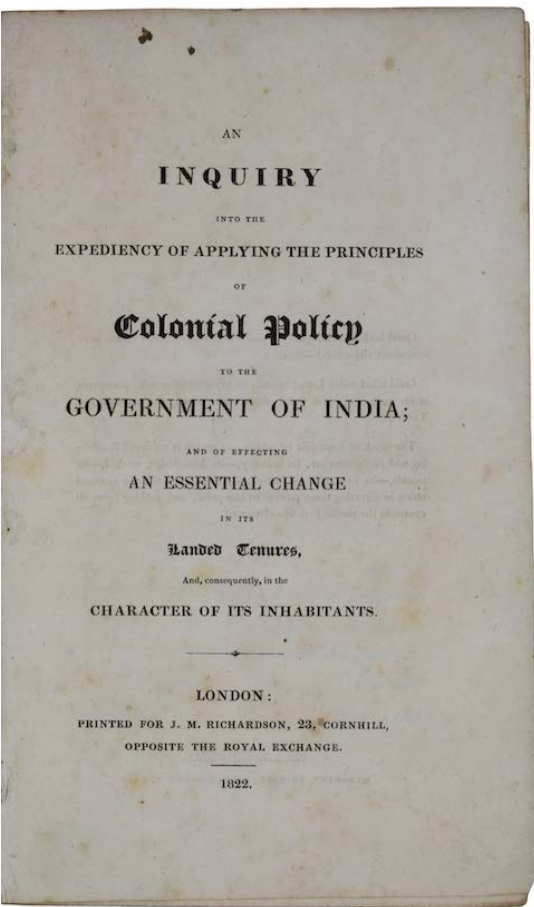 AN
INQUIRY
INTO THE
EXPEDIENCY OF APPLYING THE PRINCIPLES
OF
Colonial Policy
TO THE
GOVERNMENT OF INDIA;
AND OF EFFECTING
AN ESSENTIAL CHANGE
IN ITS
Landed Tenures,
And, consequently, in the
CHARACTER OF ITS INHABITANTS.
LONDON:
PRINTED FOR J. M. RICHARDSON, 23, CORNHILL,
OPPOSITE THE ROYAL EXCHANGE.
1822.